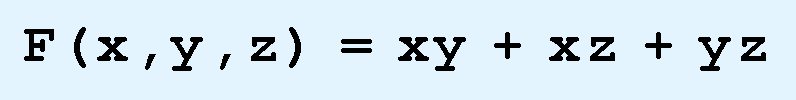 F(x,y,z) = xy + xz + yz